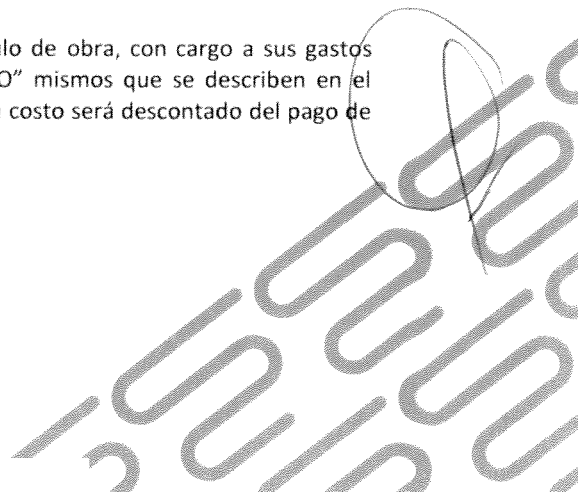 lo de obra, con cargo a sus gastos
O” mismos que se describen en el
costo será descontado del pago de